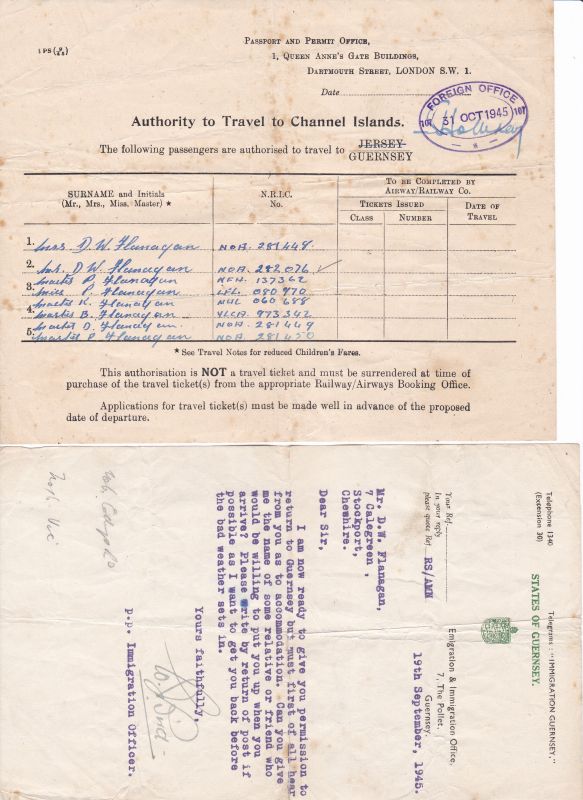 1 PS (9/45)
PASSPORT AND PERMIT OFFICE,
1, QUEEN ANNE'S GATE BUILDINGS,
DARTMOUTH STREET, LONDON S.W. 1.
Date
FOREIGN OFFICE
107 31 OCT 1945 107
Authority to Travel to Channel Islands.
The following passengers are authorised to travel to JERSEY
GUERNSEY
SURNAME and Initials
(Mr., Mrs., Miss, Master) *
N.R.I.C.
No.
TO BE COMPLETED BY
AIRWAY/RAILWAY CO.
TICKETS ISSUED
CLASS
NUMBER
DATE OF
TRAVEL
1. Mrs. D. W. Flanagan NOA. 281448.
2. Mr. D. W. Flanagan NOA. 282076 ✓
Master P. Flanagan 137362
3. Miss. P. Flanagan 080970
Master K. Flanagan 060688
4. Master B. Flanagan 973342
Master D. Flanagan. NOA. 281449
5. Master P. Flanagan NOA. 281450
* See Travel Notes for reduced Children's Fares.
This authorisation is NOT a travel ticket and must be surrendered at time of
purchase of the travel ticket(s) from the appropriate Railway/Airways Booking Office.
Applications for travel ticket(s) must be made well in advance of the proposed
date of departure.
Telephone 1340
(Extension 30)
Telegrams: "IMMIGRATION GUERNSEY."
STATES OF GUERNSEY.
Your Ref.
In your reply
please quote Ref. RS/AMN
Emigration & Immigration Office,
7, The Pollet,
Guernsey.
19th September, 1945.
Mr. D.W. Flanagan,
7 Calegreen,
Stockport,
Chewhire.
Dear Sir,
I am now ready to give you permission to
return to Guernsey but must first of all hear
from you as to accommodation. Can you give
me the name of some relative or friend who
would be willing to put you up when you
arrive? Please write by return of post if
possible as I want to get you back before
the bad weather sets in.
Yours faithfully,
p.p. Immigration Officer.